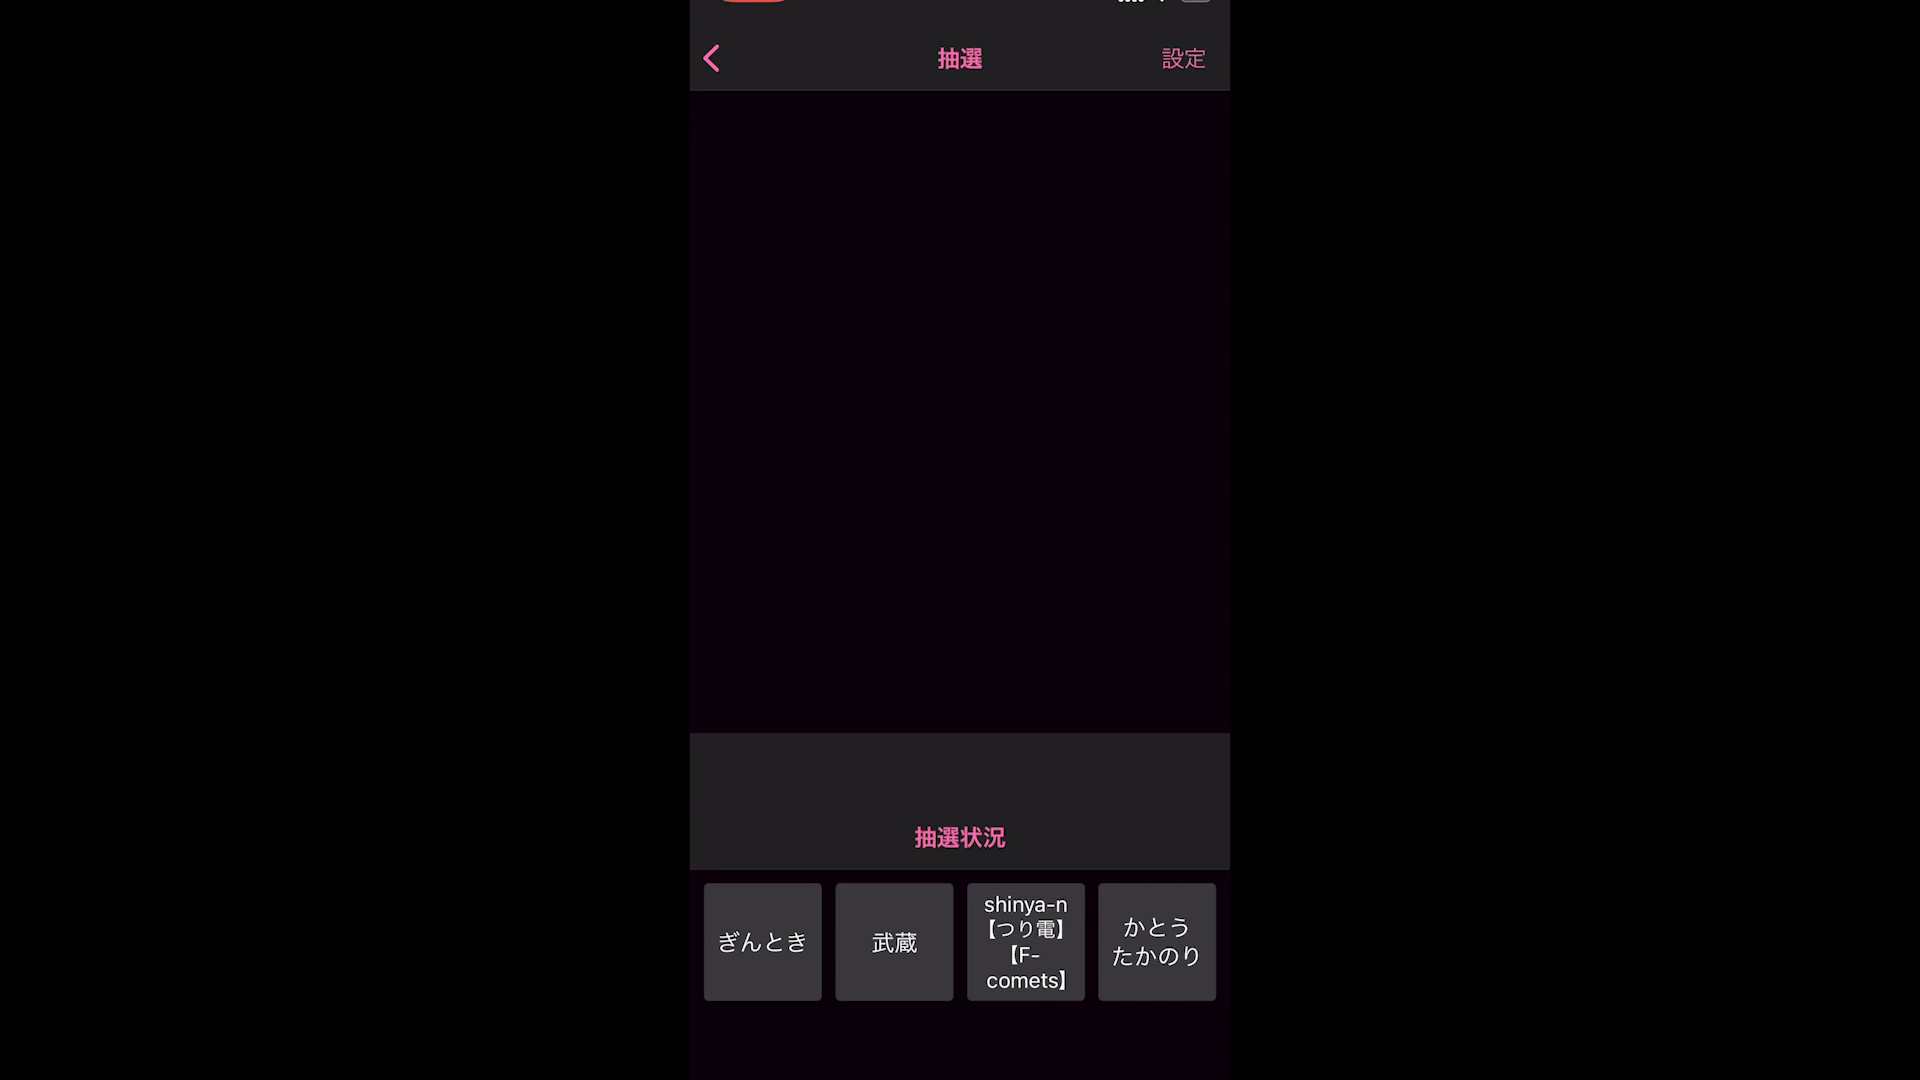 抽選
設定
抽選状況
ぎんとき
武蔵
shinya-n
【つり電】
【F-
comets】
かとう
たかのり